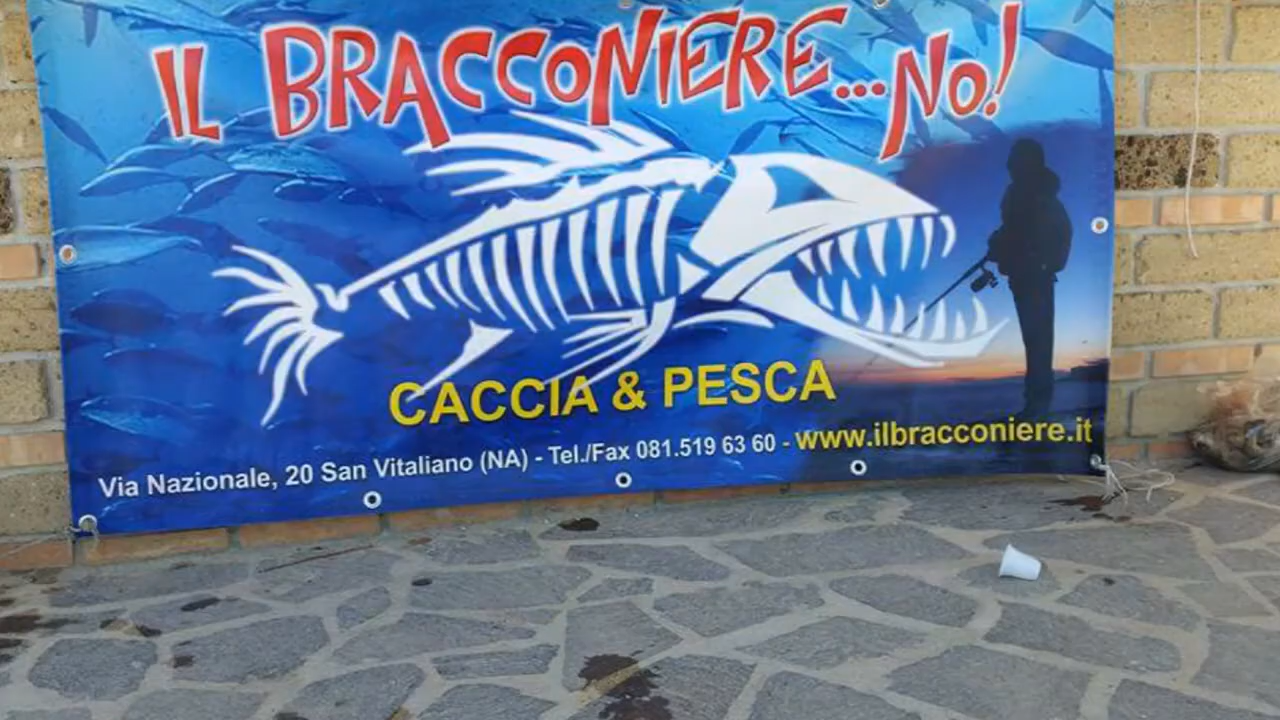 IL BRACCONIERE...NO!
CACCIA & PESCA
Via Nazionale, 20 San Vitaliano (NA) - Tel./Fax 081.519 63 60 - www.ilbracconiere.it